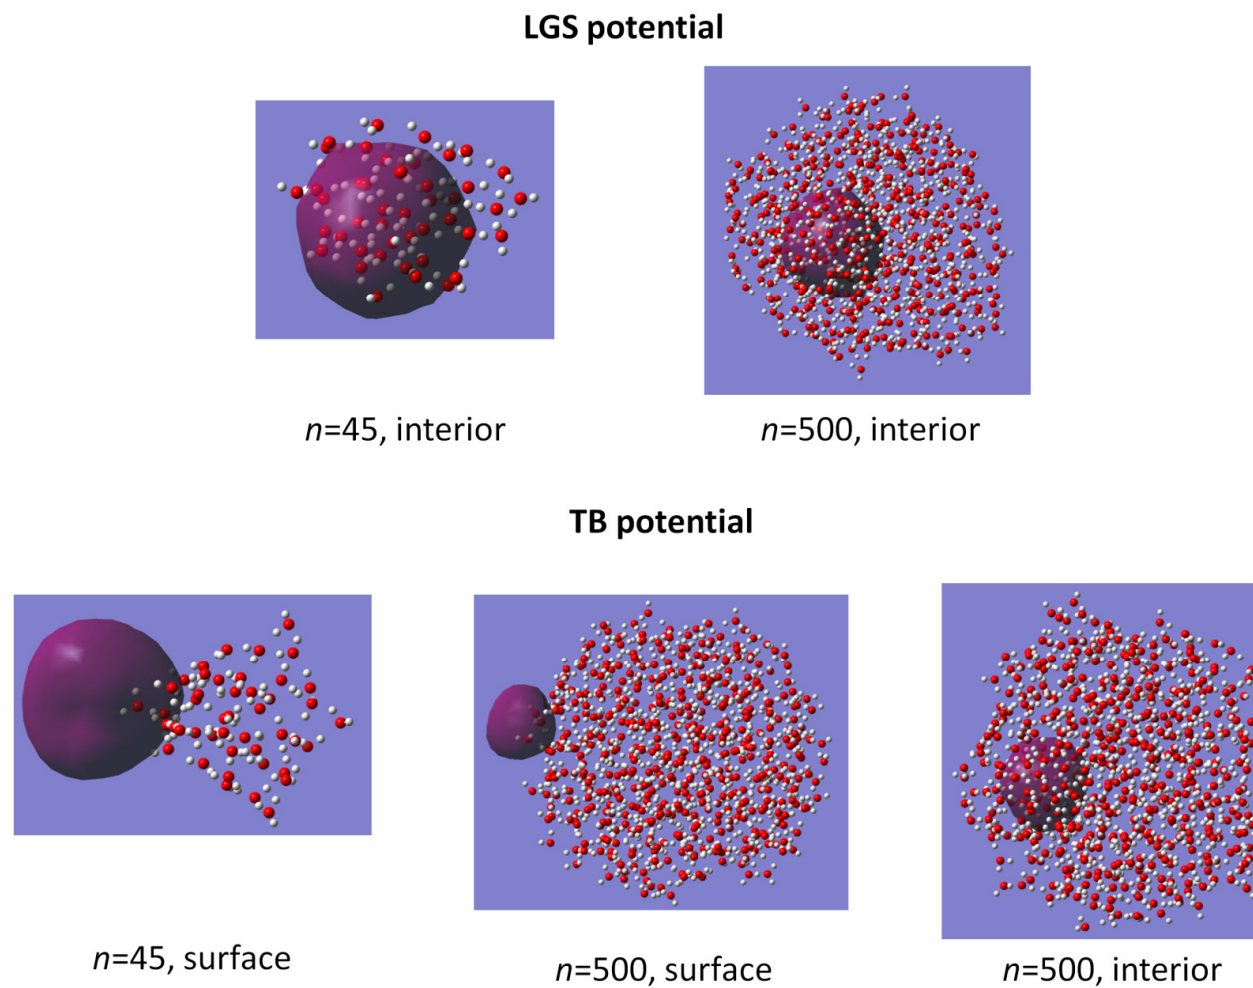 LGS potential
n=45, interior
n=500, interior
TB potential
n=45, surface
n=500, surface
n=500, interior